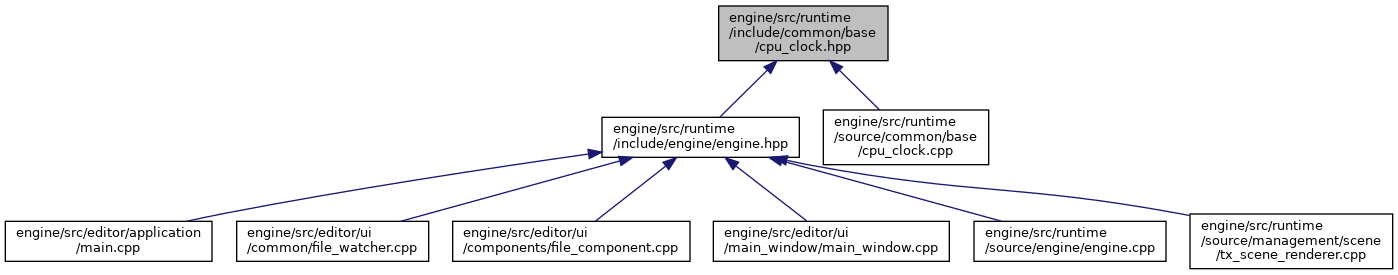 engine/src/runtime
/include/common/base
/cpu_clock.hpp
engine/src/runtime
/include/engine/engine.hpp
engine/src/runtime
/source/common/base
/cpu_clock.cpp
engine/src/editor/application
/main.cpp
engine/src/editor/ui
/common/file_watcher.cpp
engine/src/editor/ui
/components/file_component.cpp
engine/src/editor/ui
/main_window/main_window.cpp
engine/src/runtime
/source/engine/engine.cpp
engine/src/runtime
/source/management/scene
/tx_scene_renderer.cpp